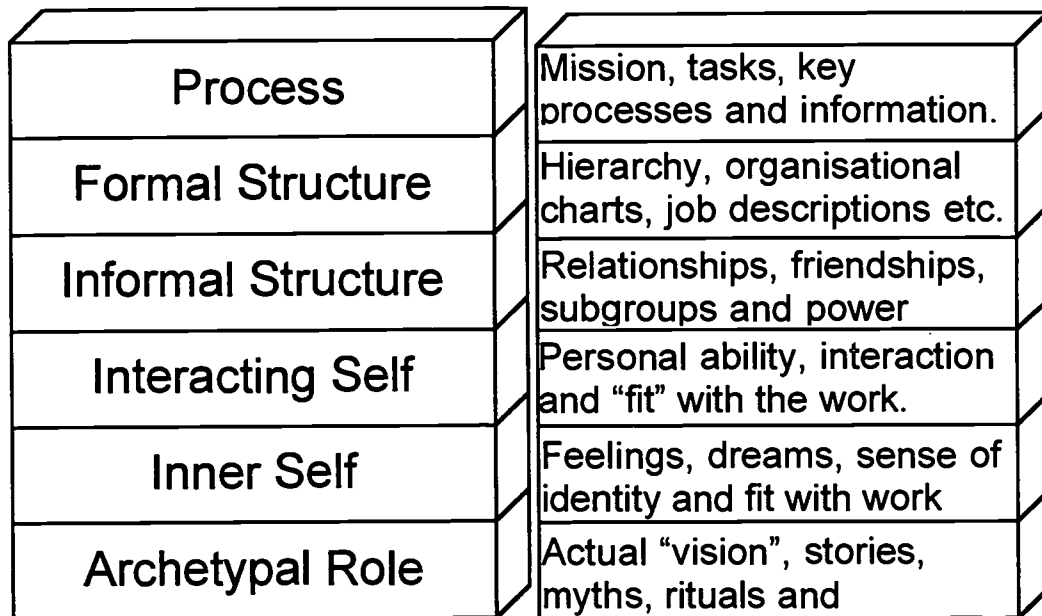 Process
Mission, tasks, key
processes and information.
Formal Structure
Hierarchy, organisational
charts, job descriptions etc.
Informal Structure
Relationships, friendships,
subgroups and power
Interacting Self
Personal ability, interaction
and “fit” with the work.
Inner Self
Feelings, dreams, sense of
identity and fit with work
Archetypal Role
Actual “vision”, stories,
myths, rituals and